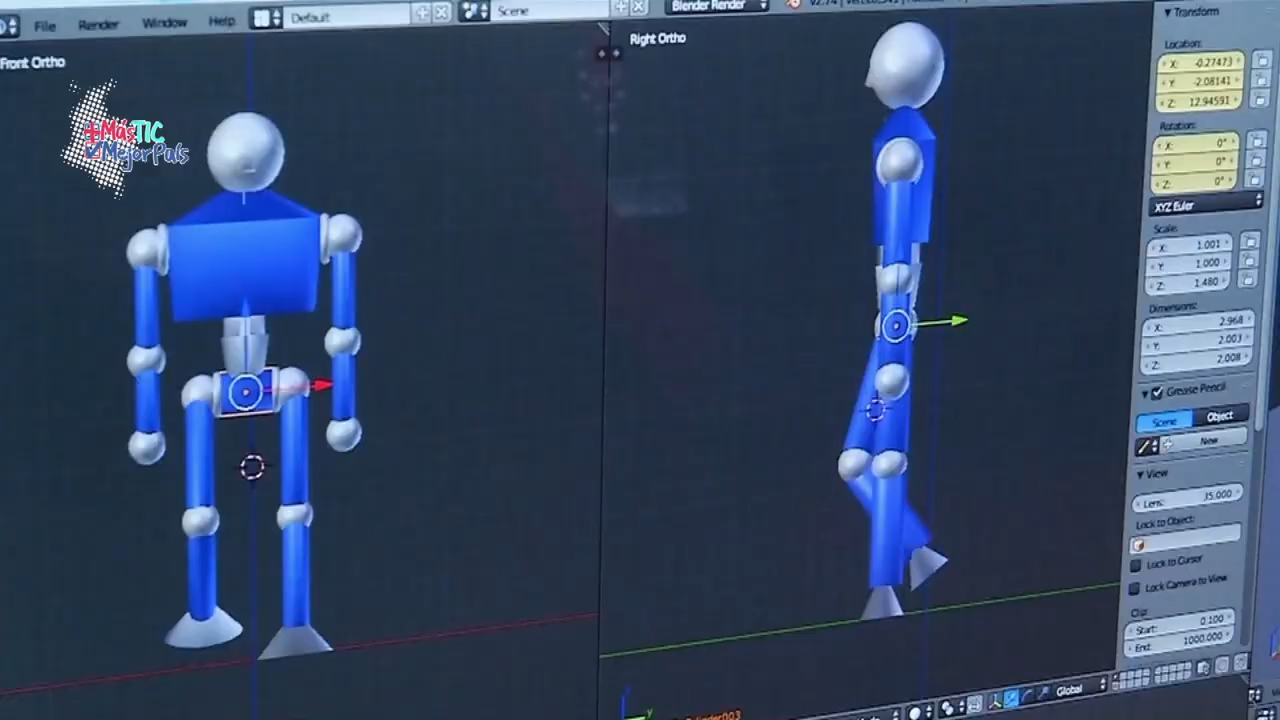 File Render Window Help Default Scene Blender Render
Front Ortho
Right Ortho
+MásTIC
MejorPaís
Transform
Location:
X: -0.27473
Y: -2.08141
Z: 12.94591
Rotation:
X: 0°
Y: 0°
Z: 0°
XYZ Euler
Scale:
X: 1.001
Y: 1.000
Z: 1.480
Dimensions:
X: 2.968
Y: 2.003
Z: 2.008
Grease Pencil
Scene Object
New
View
Lens: 35.000
Lock to Object:
Lock to Cursor
Lock Camera to View
Clip:
Start: 0.100
End: 1000.000
Global